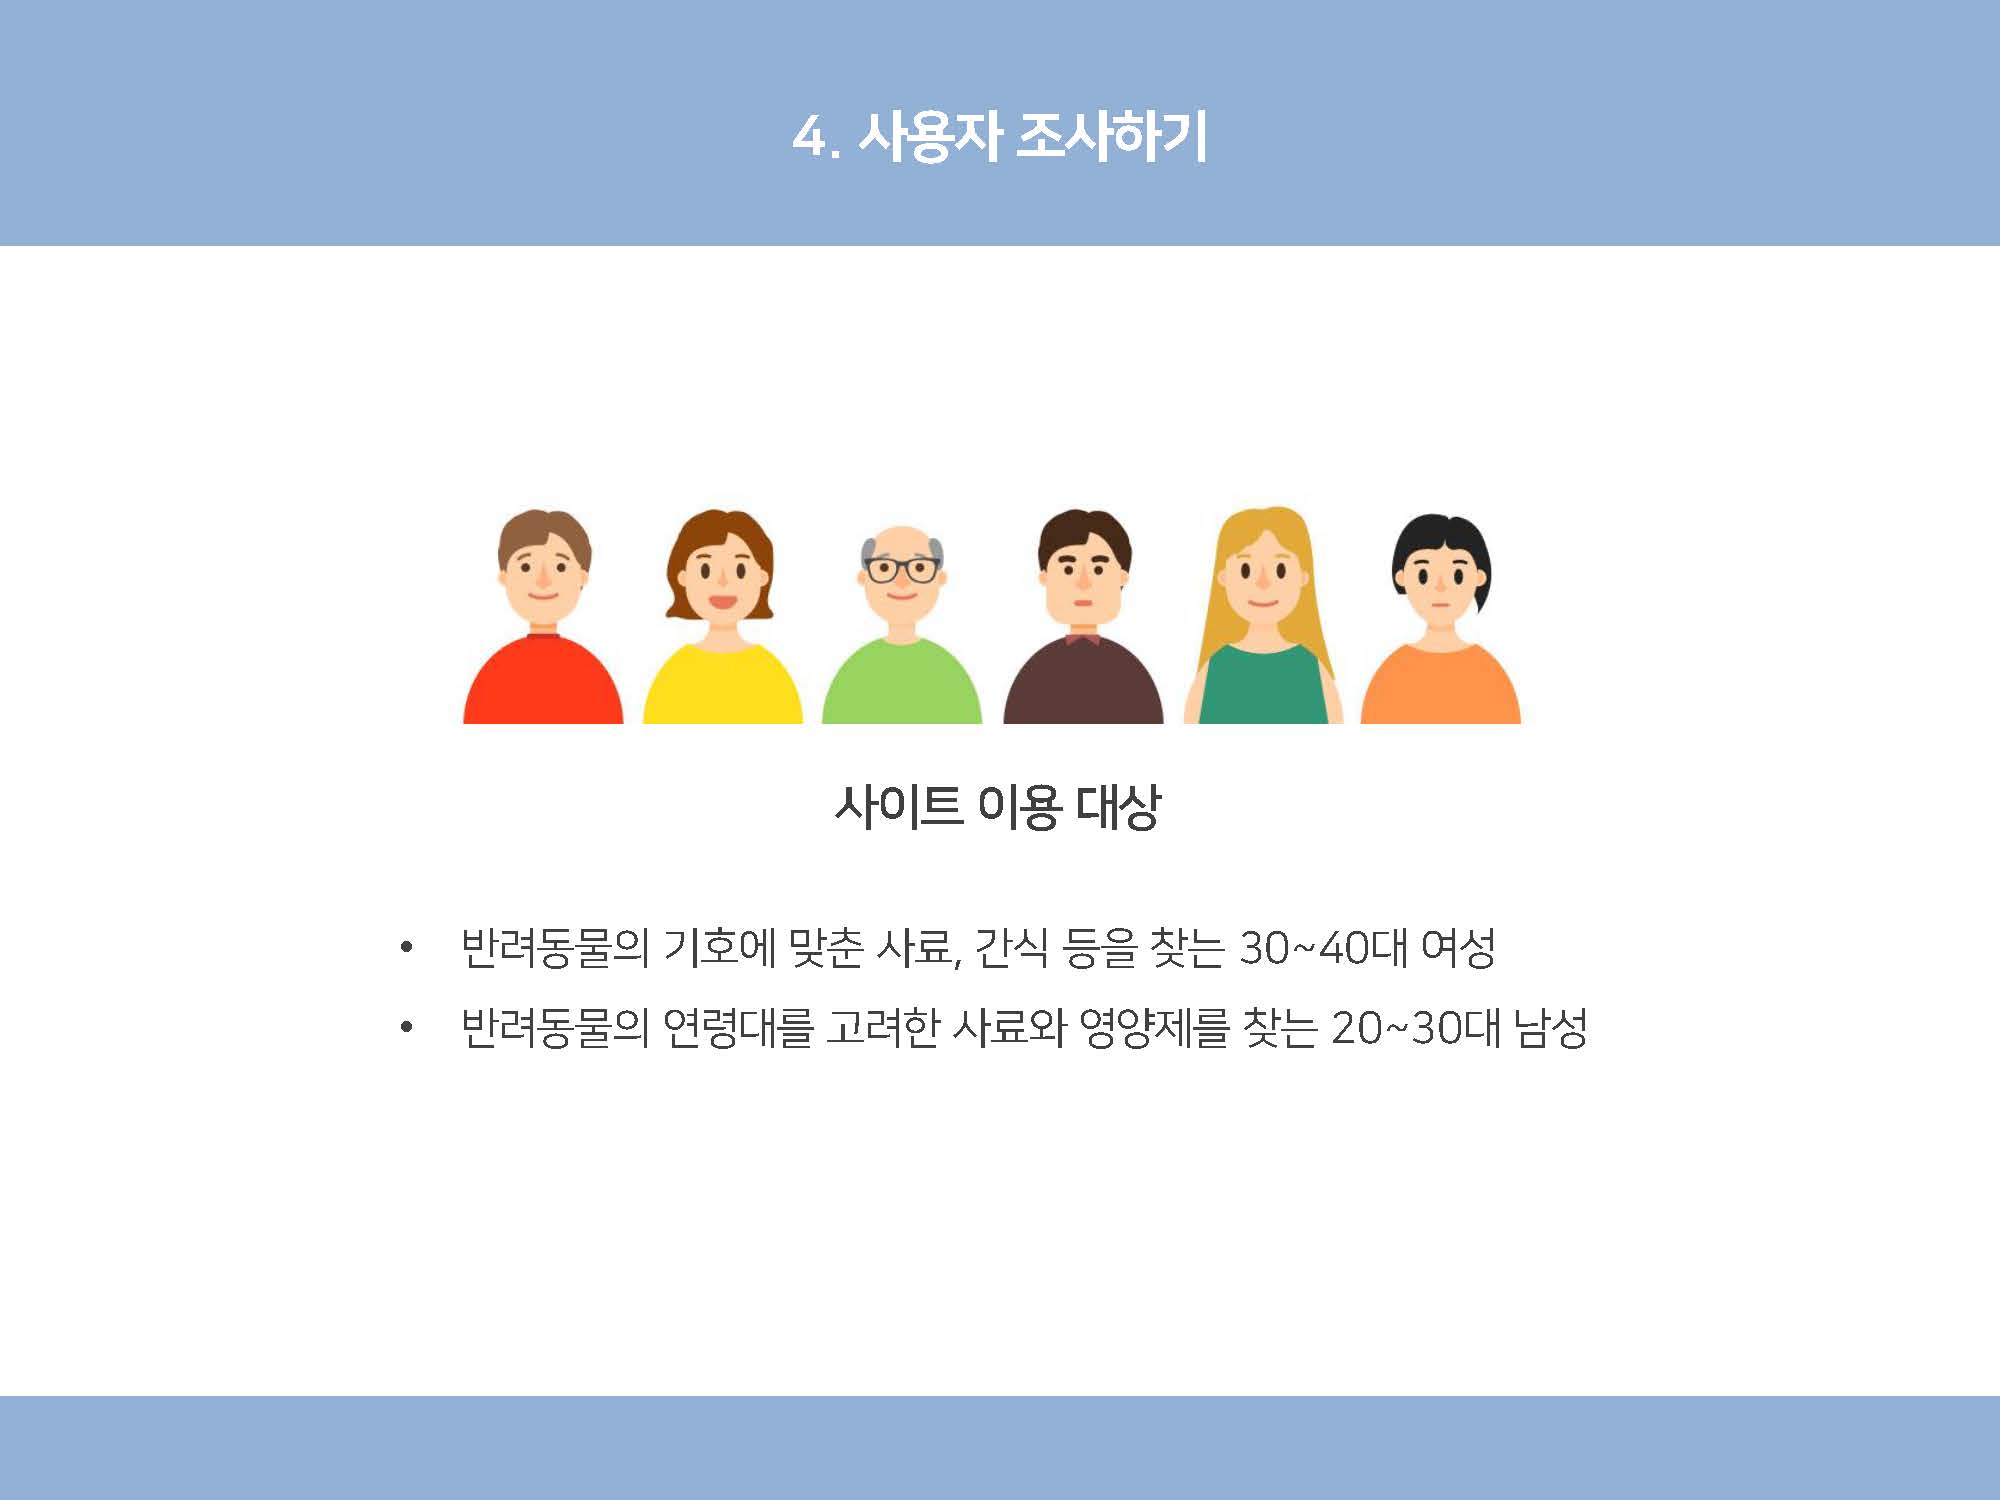 4. 사용자 조사하기
사이트 이용 대상
• 반려동물의 기호에 맞춘 사료, 간식 등을 찾는 30~40대 여성
• 반려동물의 연령대를 고려한 사료와 영양제를 찾는 20~30대 남성